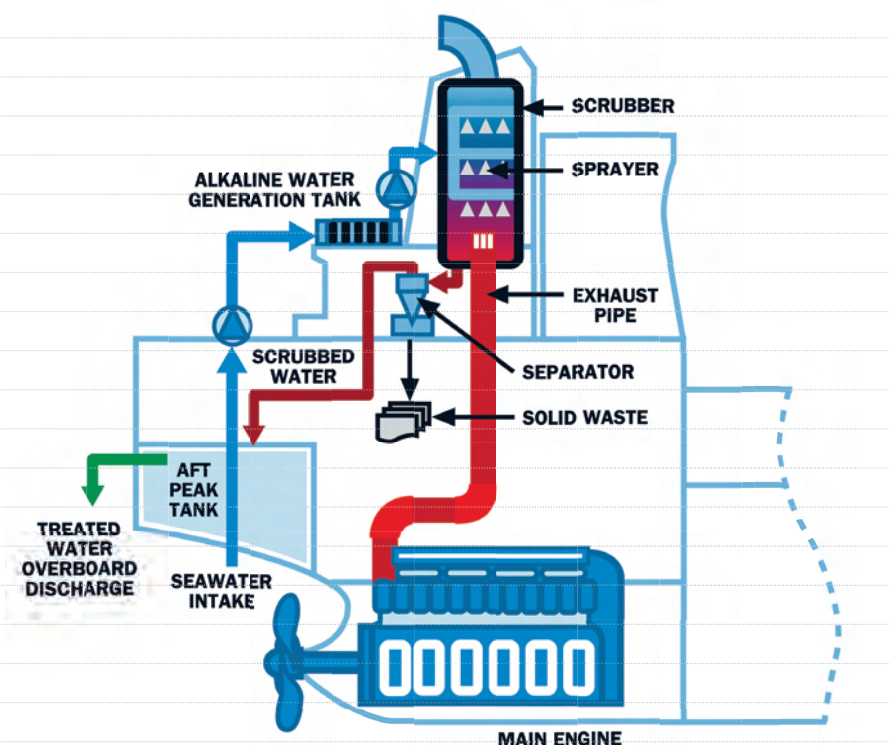 SCRUBBER
SPRAYER
ALKALINE WATER
GENERATION TANK
EXHAUST
PIPE
SCRUBBED
WATER
SEPARATOR
SOLID WASTE
AFT
PEAK
TANK
TREATED
WATER
OVERBOARD
DISCHARGE
SEAWATER
INTAKE
MAIN ENGINE